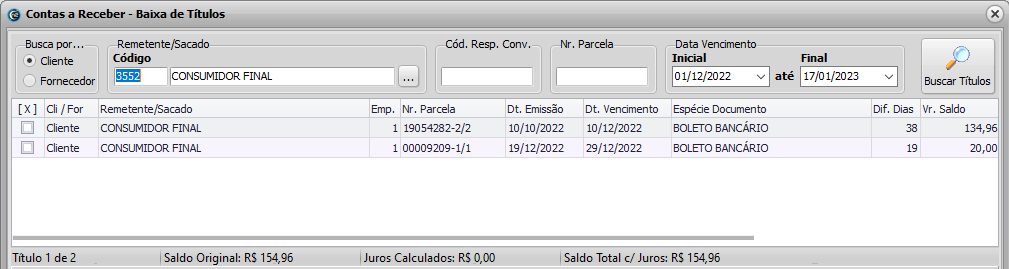 Contas a Receber - Baixa de Títulos
Busca por...
Cliente
Fornecedor
Remetente/Sacado
Código
3552 CONSUMIDOR FINAL ...
Cód. Resp. Conv.
Nr. Parcela
Data Vencimento
Inicial Final
01/12/2022 até 17/01/2023
Buscar Títulos
[ X ] Cli / For Remetente/Sacado Emp. Nr. Parcela Dt. Emissão Dt. Vencimento Espécie Documento Dif. Dias Vr. Saldo
Cliente CONSUMIDOR FINAL 1 19054282-2/2 10/10/2022 10/12/2022 BOLETO BANCÁRIO 38 134,96
Cliente CONSUMIDOR FINAL 1 00009209-1/1 19/12/2022 29/12/2022 BOLETO BANCÁRIO 19 20,00
Título 1 de 2 Saldo Original: R$ 154,96 Juros Calculados: R$ 0,00 Saldo Total c/ Juros: R$ 154,96